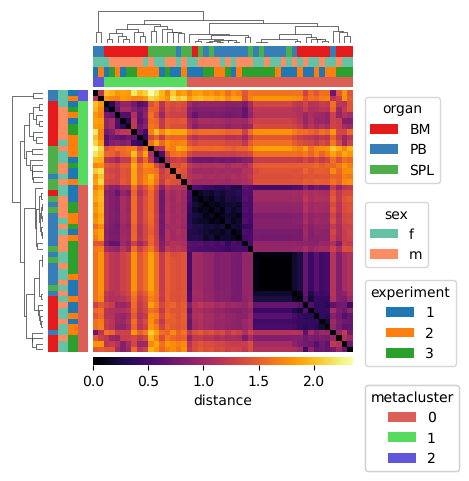 organ
BM
PB
SPL
sex
f
m
experiment
1
2
3
metacluster
0
1
2
0.0 0.5 1.0 1.5 2.0
distance